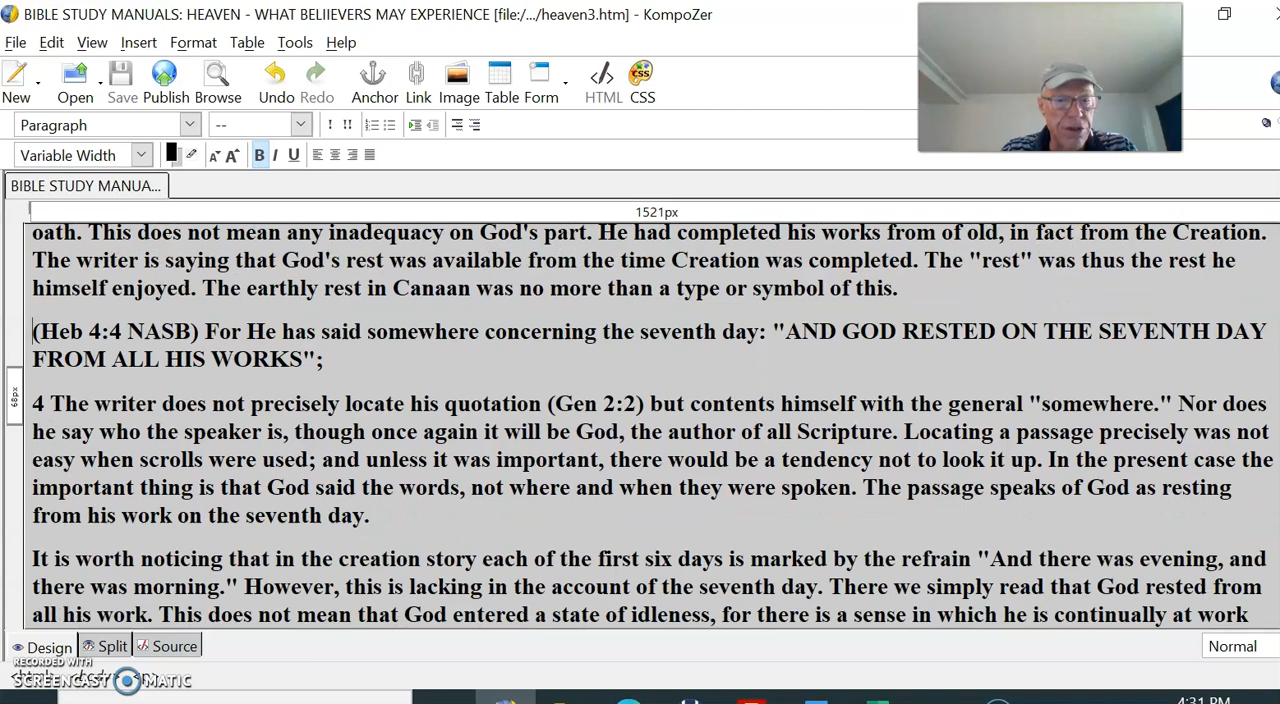 BIBLE STUDY MANUALS: HEAVEN - WHAT BELIIEVERS MAY EXPERIENCE [file:/.../heaven3.htm] - KompoZer
File Edit View Insert Format Table Tools Help
New Open Save Publish Browse Undo Redo Anchor Link Image Table Form HTML CSS
Paragraph -- ! !!
Variable Width A A B I U
BIBLE STUDY MANUA...
1521px
oath. This does not mean any inadequacy on God's part. He had completed his works from of old, in fact from the Creation.
The writer is saying that God's rest was available from the time Creation was completed. The "rest" was thus the rest he
himself enjoyed. The earthly rest in Canaan was no more than a type or symbol of this.
(Heb 4:4 NASB) For He has said somewhere concerning the seventh day: "AND GOD RESTED ON THE SEVENTH DAY
FROM ALL HIS WORKS";
68px
4 The writer does not precisely locate his quotation (Gen 2:2) but contents himself with the general "somewhere." Nor does
he say who the speaker is, though once again it will be God, the author of all Scripture. Locating a passage precisely was not
easy when scrolls were used; and unless it was important, there would be a tendency not to look it up. In the present case the
important thing is that God said the words, not where and when they were spoken. The passage speaks of God as resting
from his work on the seventh day.
It is worth noticing that in the creation story each of the first six days is marked by the refrain "And there was evening, and
there was morning." However, this is lacking in the account of the seventh day. There we simply read that God rested from
all his work. This does not mean that God entered a state of idleness, for there is a sense in which he is continually at work
Design Split Source Normal
RECORDED WITH
SCREENCAST MATIC
4:31 PM